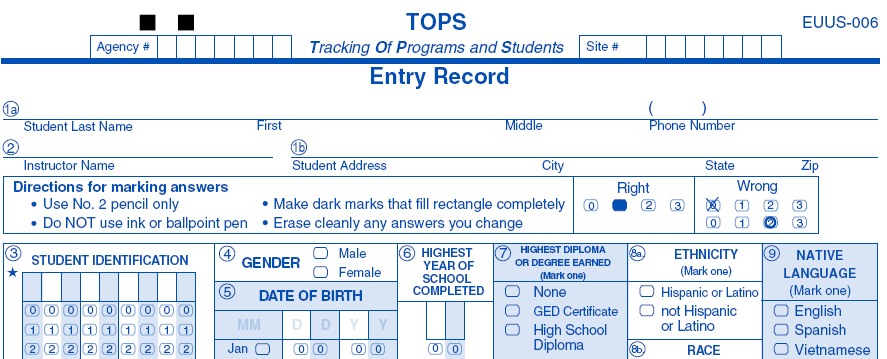 TOPS
EUUS-006
Agency #
Tracking Of Programs and Students
Site #
Entry Record
1a
( )
Student Last Name First Middle Phone Number
2 1b
Instructor Name Student Address City State Zip
Directions for marking answers
• Use No. 2 pencil only • Make dark marks that fill rectangle completely
• Do NOT use ink or ballpoint pen • Erase cleanly any answers you change
Right
0 2 3
Wrong
0 1 2 3
0 1 2 3
3 STUDENT IDENTIFICATION
★
0 0 0 0 0 0 0 0 0
1 1 1 1 1 1 1 1 1
2 2 2 2 2 2 2 2 2
4 GENDER
Male
Female
5 DATE OF BIRTH
MM D D Y Y
Jan 0 0 0 0
6 HIGHEST
YEAR OF
SCHOOL
COMPLETED
0 0
7 HIGHEST DIPLOMA
OR DEGREE EARNED
(Mark one)
None
GED Certificate
High School
Diploma
8a ETHNICITY
(Mark one)
Hispanic or Latino
not Hispanic
or Latino
8b RACE
9 NATIVE
LANGUAGE
(Mark one)
English
Spanish
Vietnamese